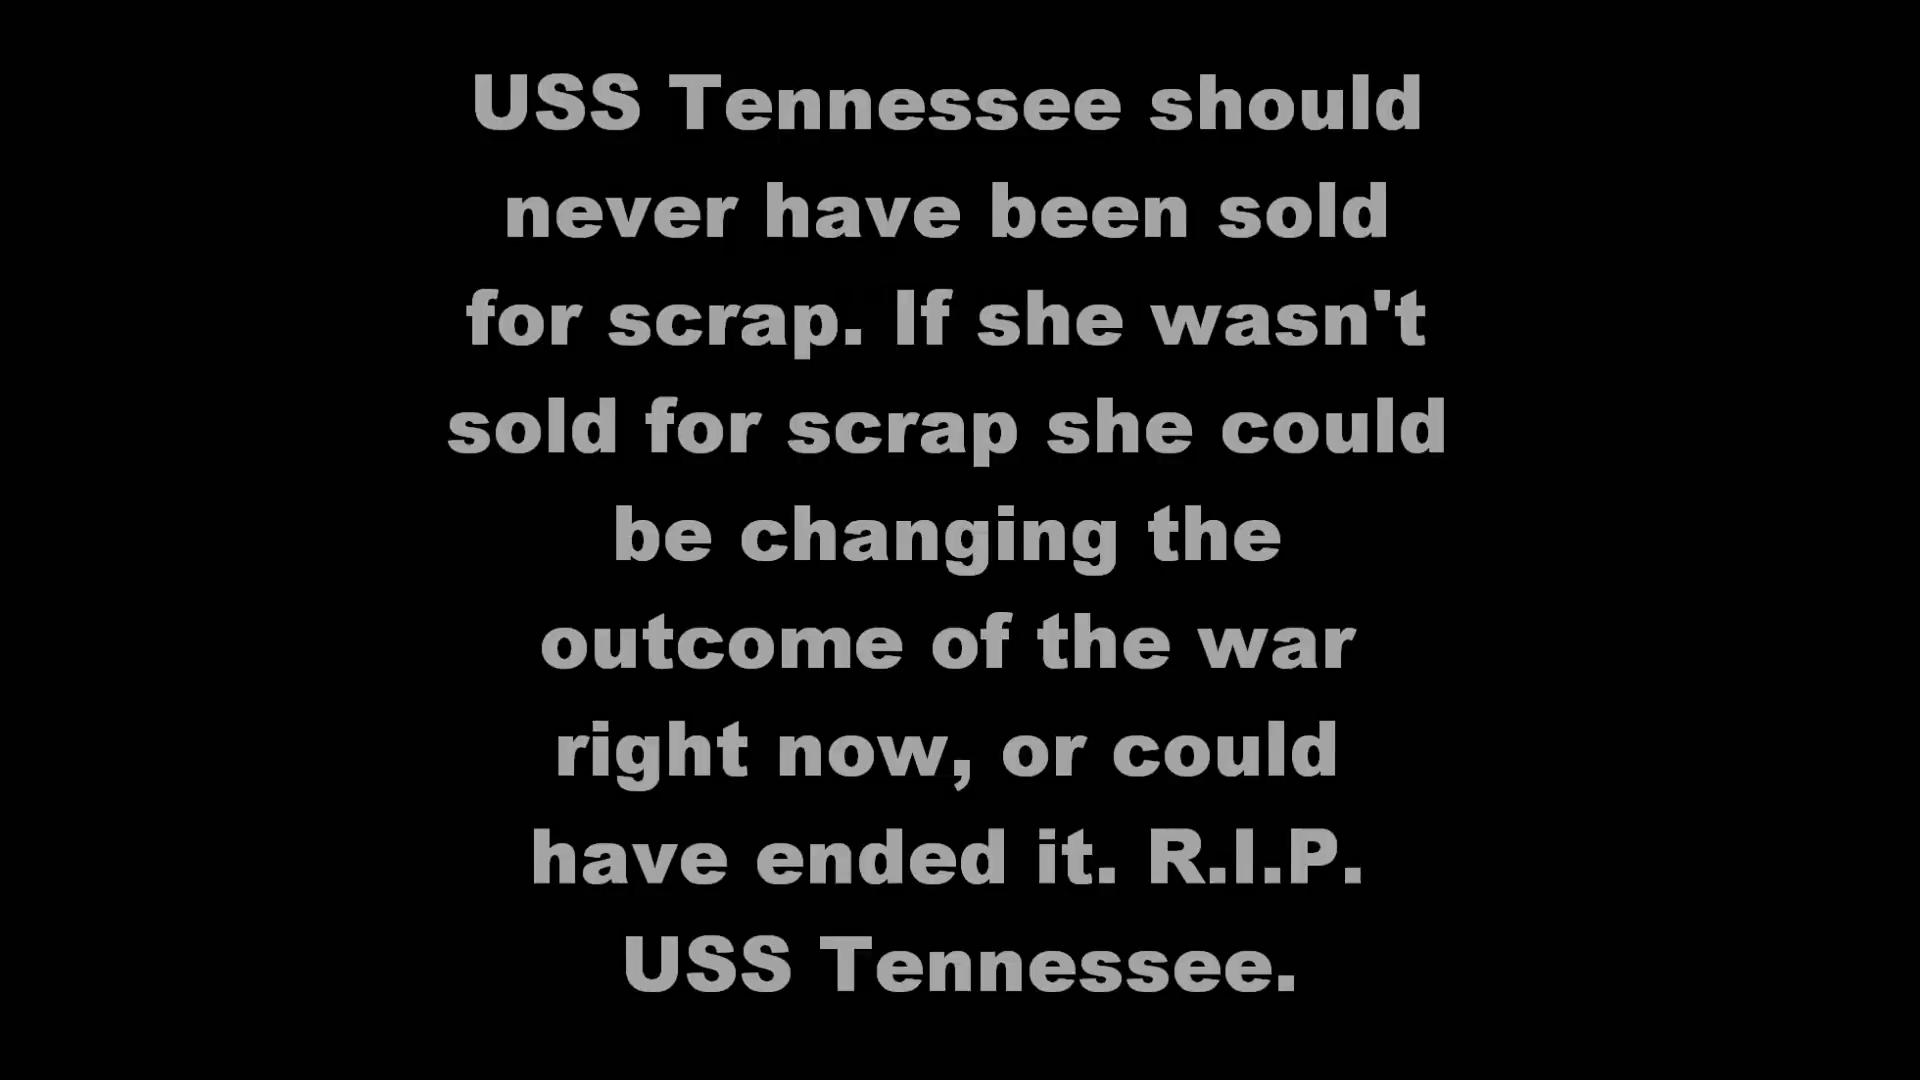 USS Tennessee should
never have been sold
for scrap. If she wasn't
sold for scrap she could
be changing the
outcome of the war
right now, or could
have ended it. R.I.P.
USS Tennessee.